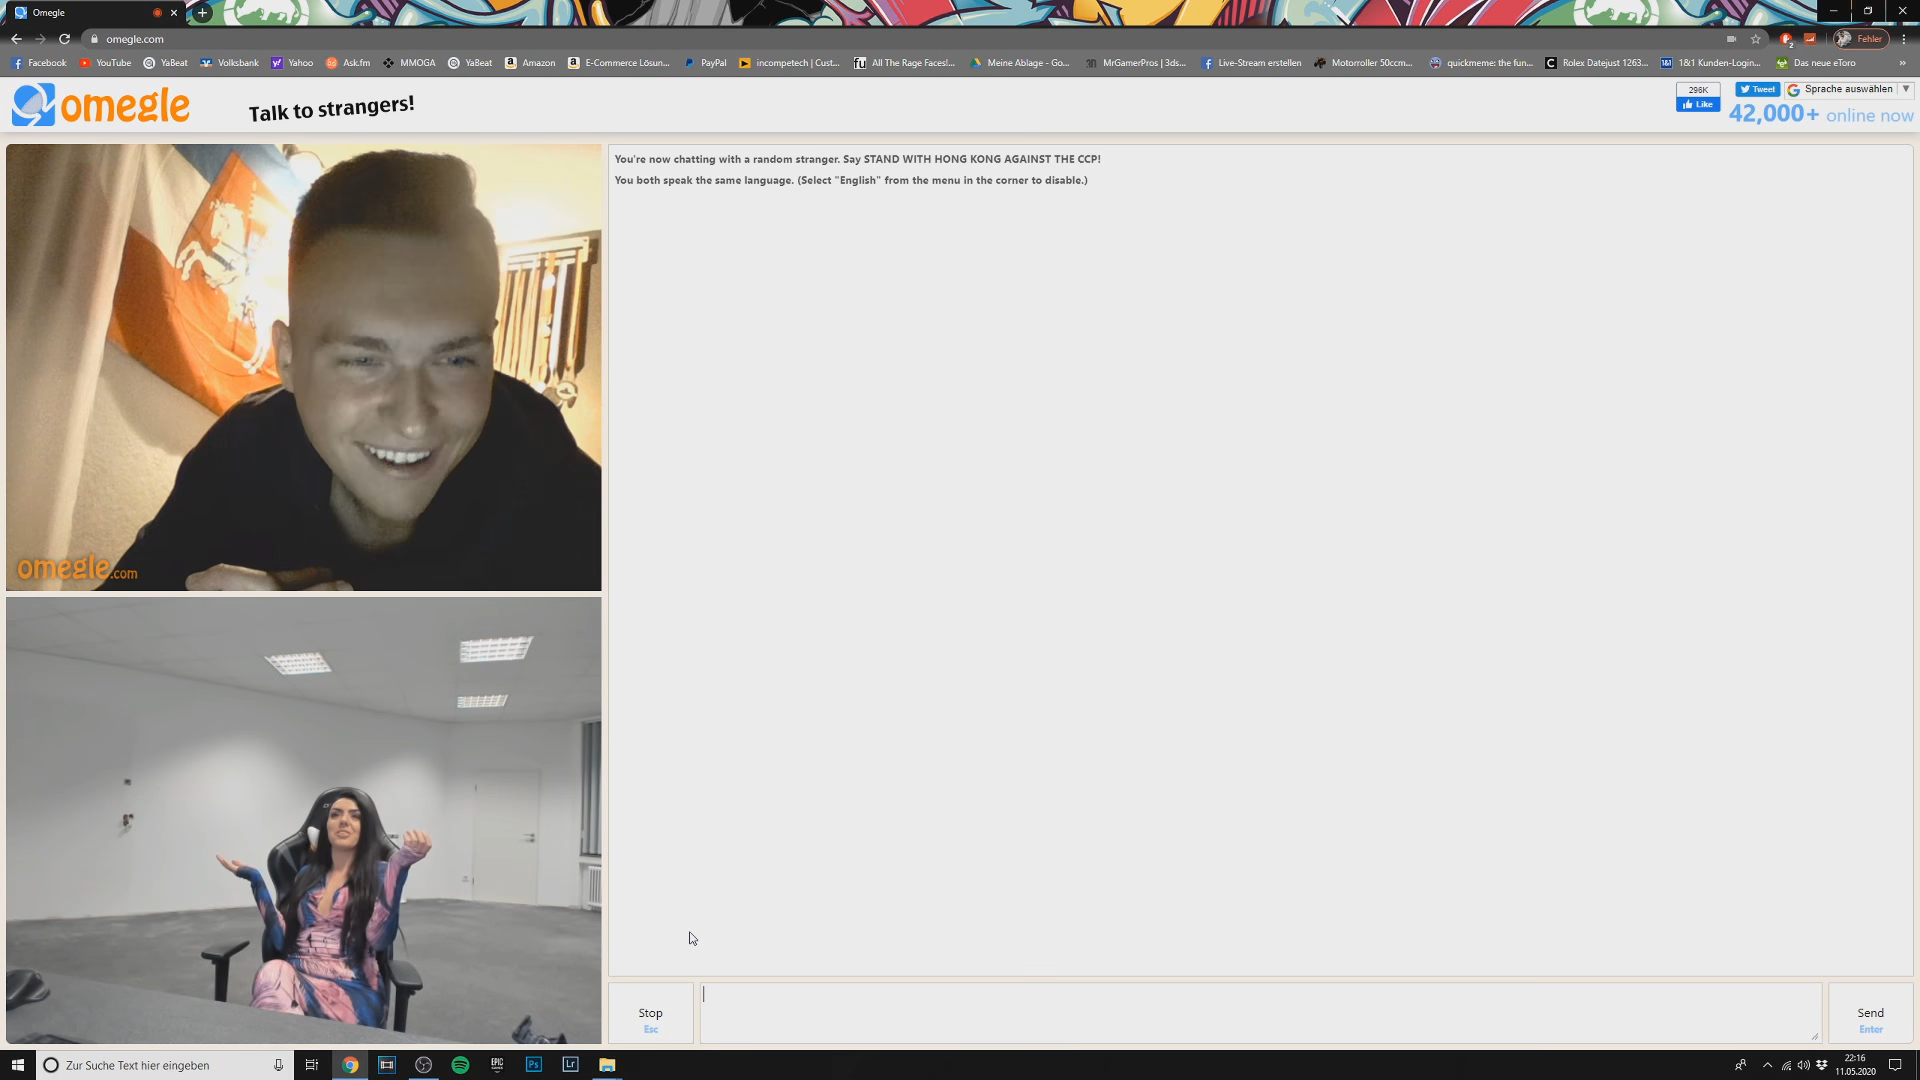 Omegle
omegle.com
Fehler
Facebook
YouTube
YaBeat
Volksbank
Yahoo
Ask.fm
MMOGA
YaBeat
Amazon
E-Commerce Lösun...
PayPal
incompetech | Cust...
All The Rage Faces!...
Meine Ablage - Go...
MrGamerPros | 3ds...
Live-Stream erstellen
Motorroller 50ccm...
quickmeme: the fun...
Rolex Datejust 1263...
1&1 Kunden-Login...
Das neue eToro
»
omegle
Talk to strangers!
296K
Like
Tweet
Sprache auswählen
42,000+ online now
You're now chatting with a random stranger. Say STAND WITH HONG KONG AGAINST THE CCP!
You both speak the same language. (Select "English" from the menu in the corner to disable.)
omegle.com
Stop
Esc
Send
Enter
Zur Suche Text hier eingeben
EPIC
Ps
Lr
22:16
11.05.2020